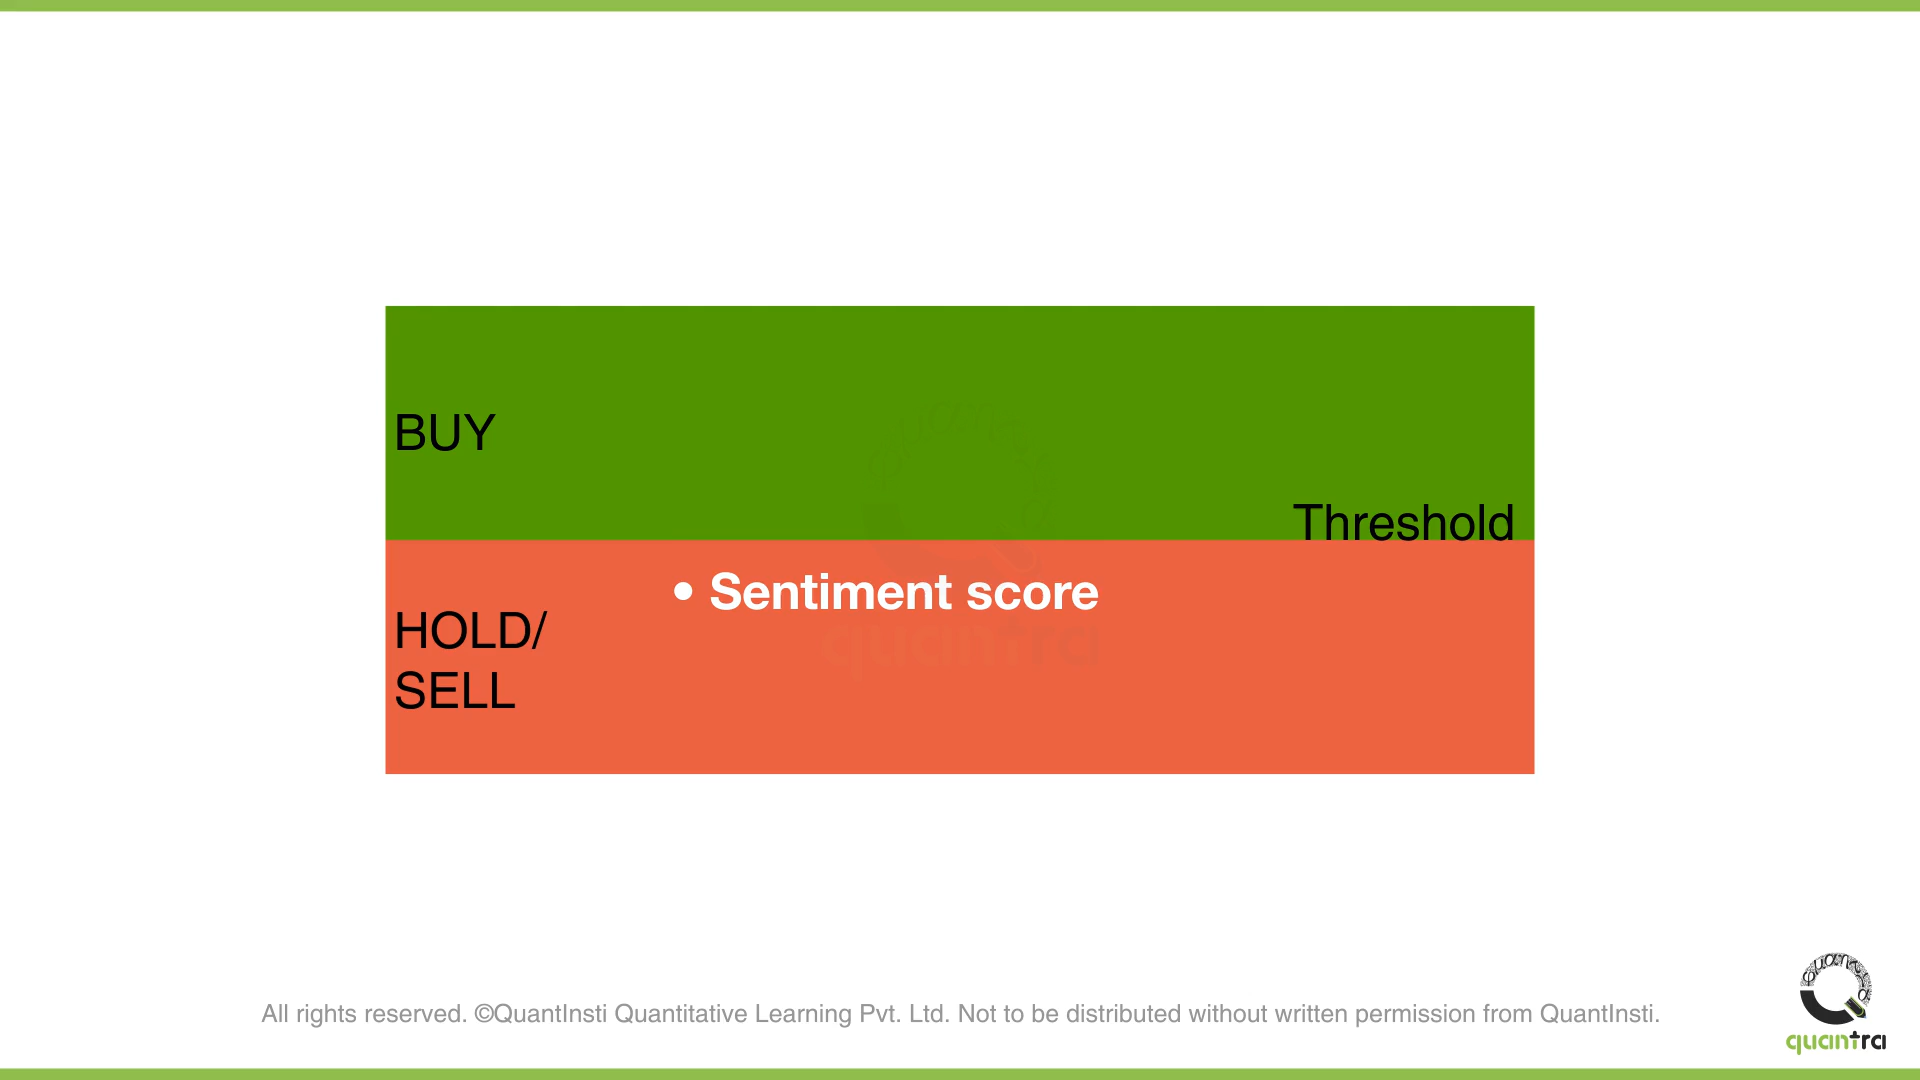 BUY
Threshold
• Sentiment score
HOLD/
SELL
quantra
All rights reserved. ©QuantInsti Quantitative Learning Pvt. Ltd. Not to be distributed without written permission from QuantInsti.
quantra